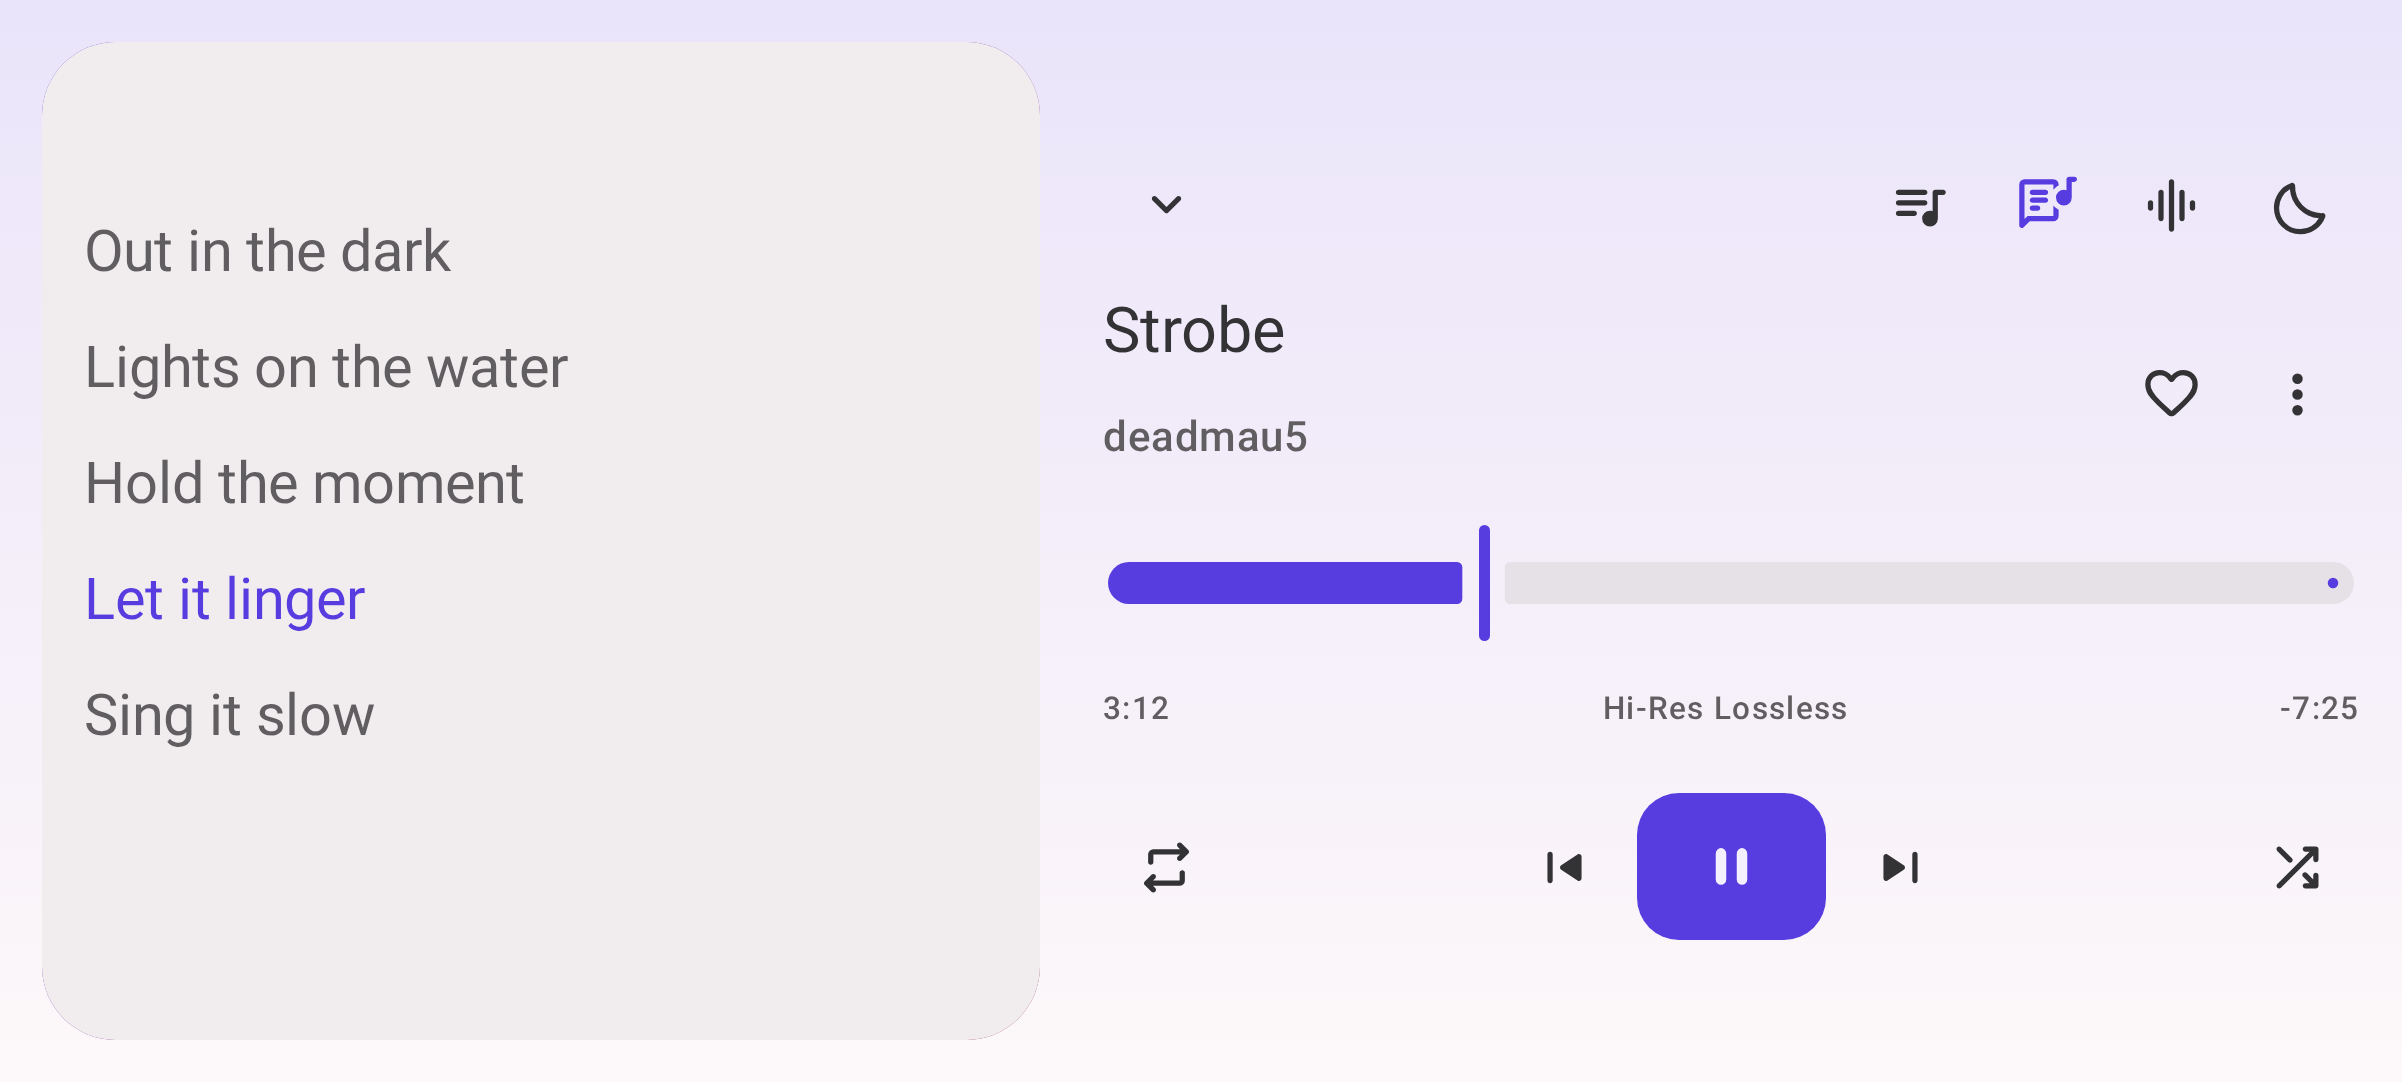 Out in the dark
Lights on the water
Hold the moment
Let it linger
Sing it slow
Strobe
deadmau5
3:12
Hi-Res Lossless
-7:25